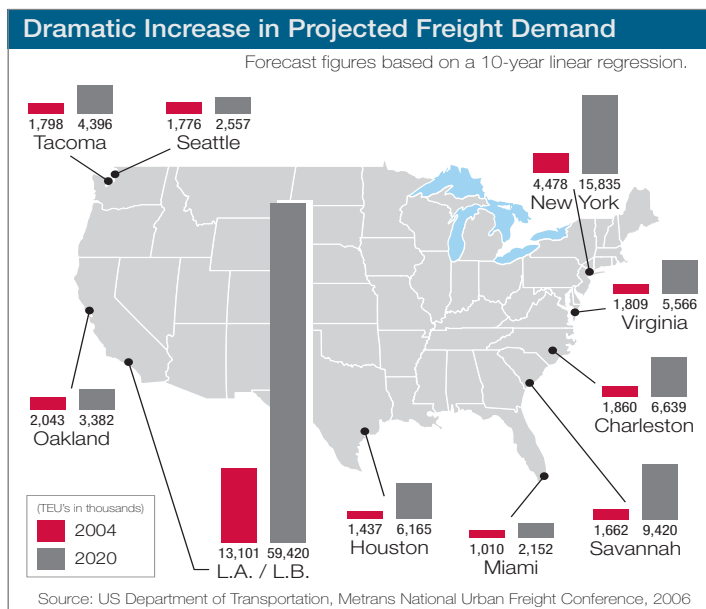 Dramatic Increase in Projected Freight Demand
Forecast figures based on a 10-year linear regression.
1,798 4,396
Tacoma
1,776 2,557
Seattle
4,478 15,835
New York
1,809 5,566
Virginia
2,043 3,382
Oakland
1,860 6,639
Charleston
13,101 59,420
L.A. / L.B.
1,437 6,165
Houston
1,010 2,152
Miami
1,662 9,420
Savannah
(TEU's in thousands)
2004
2020
Source: US Department of Transportation, Metrans National Urban Freight Conference, 2006